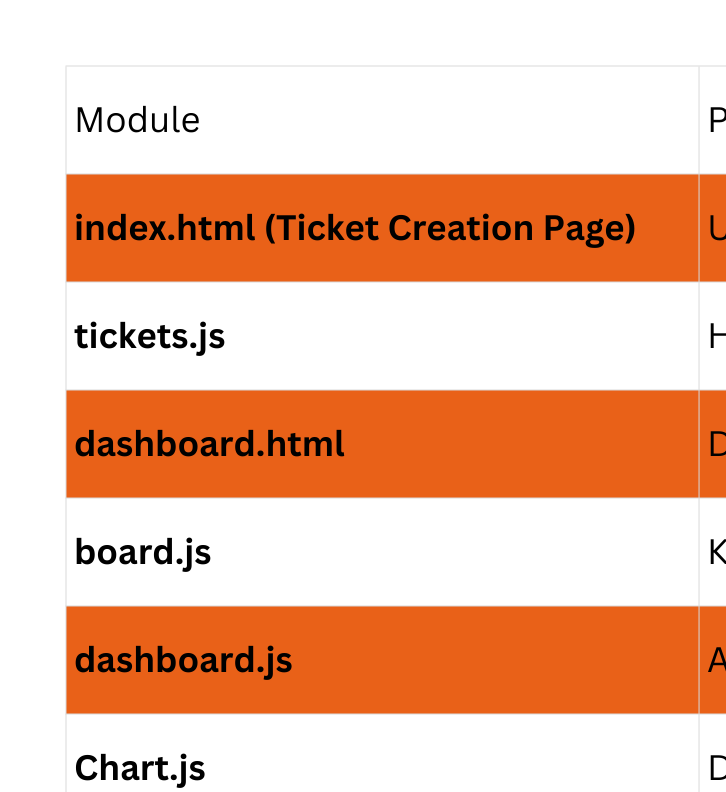 Module
index.html (Ticket Creation Page)
tickets.js
dashboard.html
board.js
dashboard.js
Chart.js